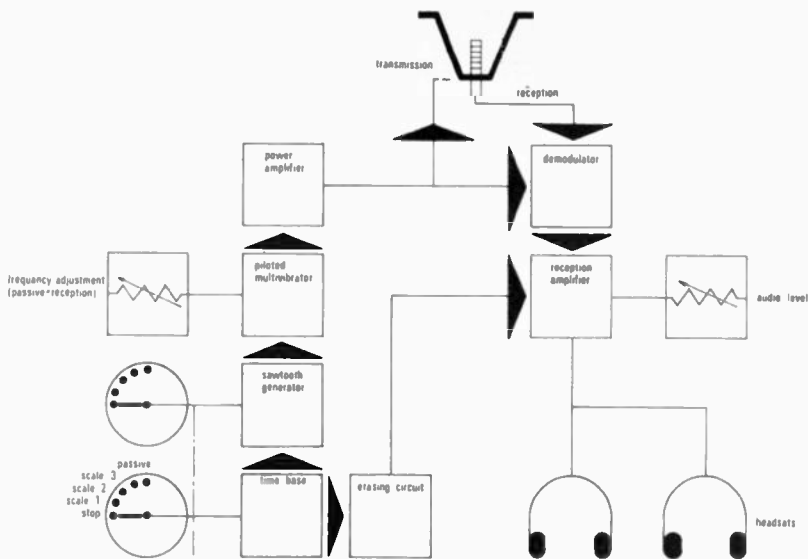 transmission
reception
power
amplifier
demodulator
frequency adjustment
(passive+reception)
piloted
multivibrator
reception
amplifier
audio level
sawtooth
generator
passive
scale 3
scale 2
scale 1
stop
time base
erasing circuit
headsets